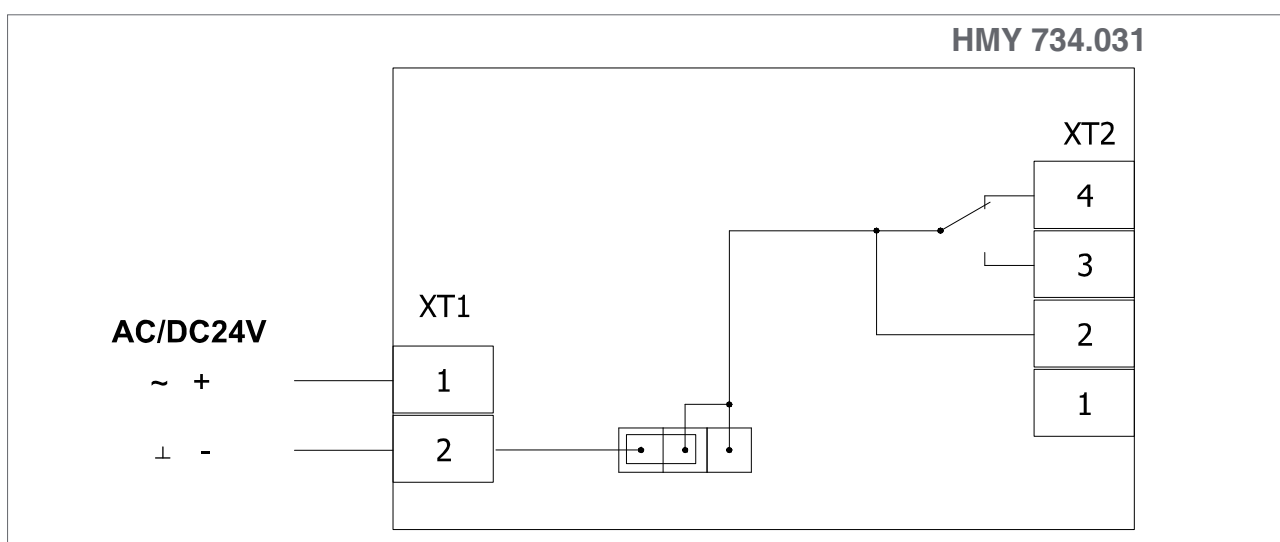 HMY 734.031
XT2
4
3
2
1
XT1
1
2
AC/DC24V
~ +
⊥ -